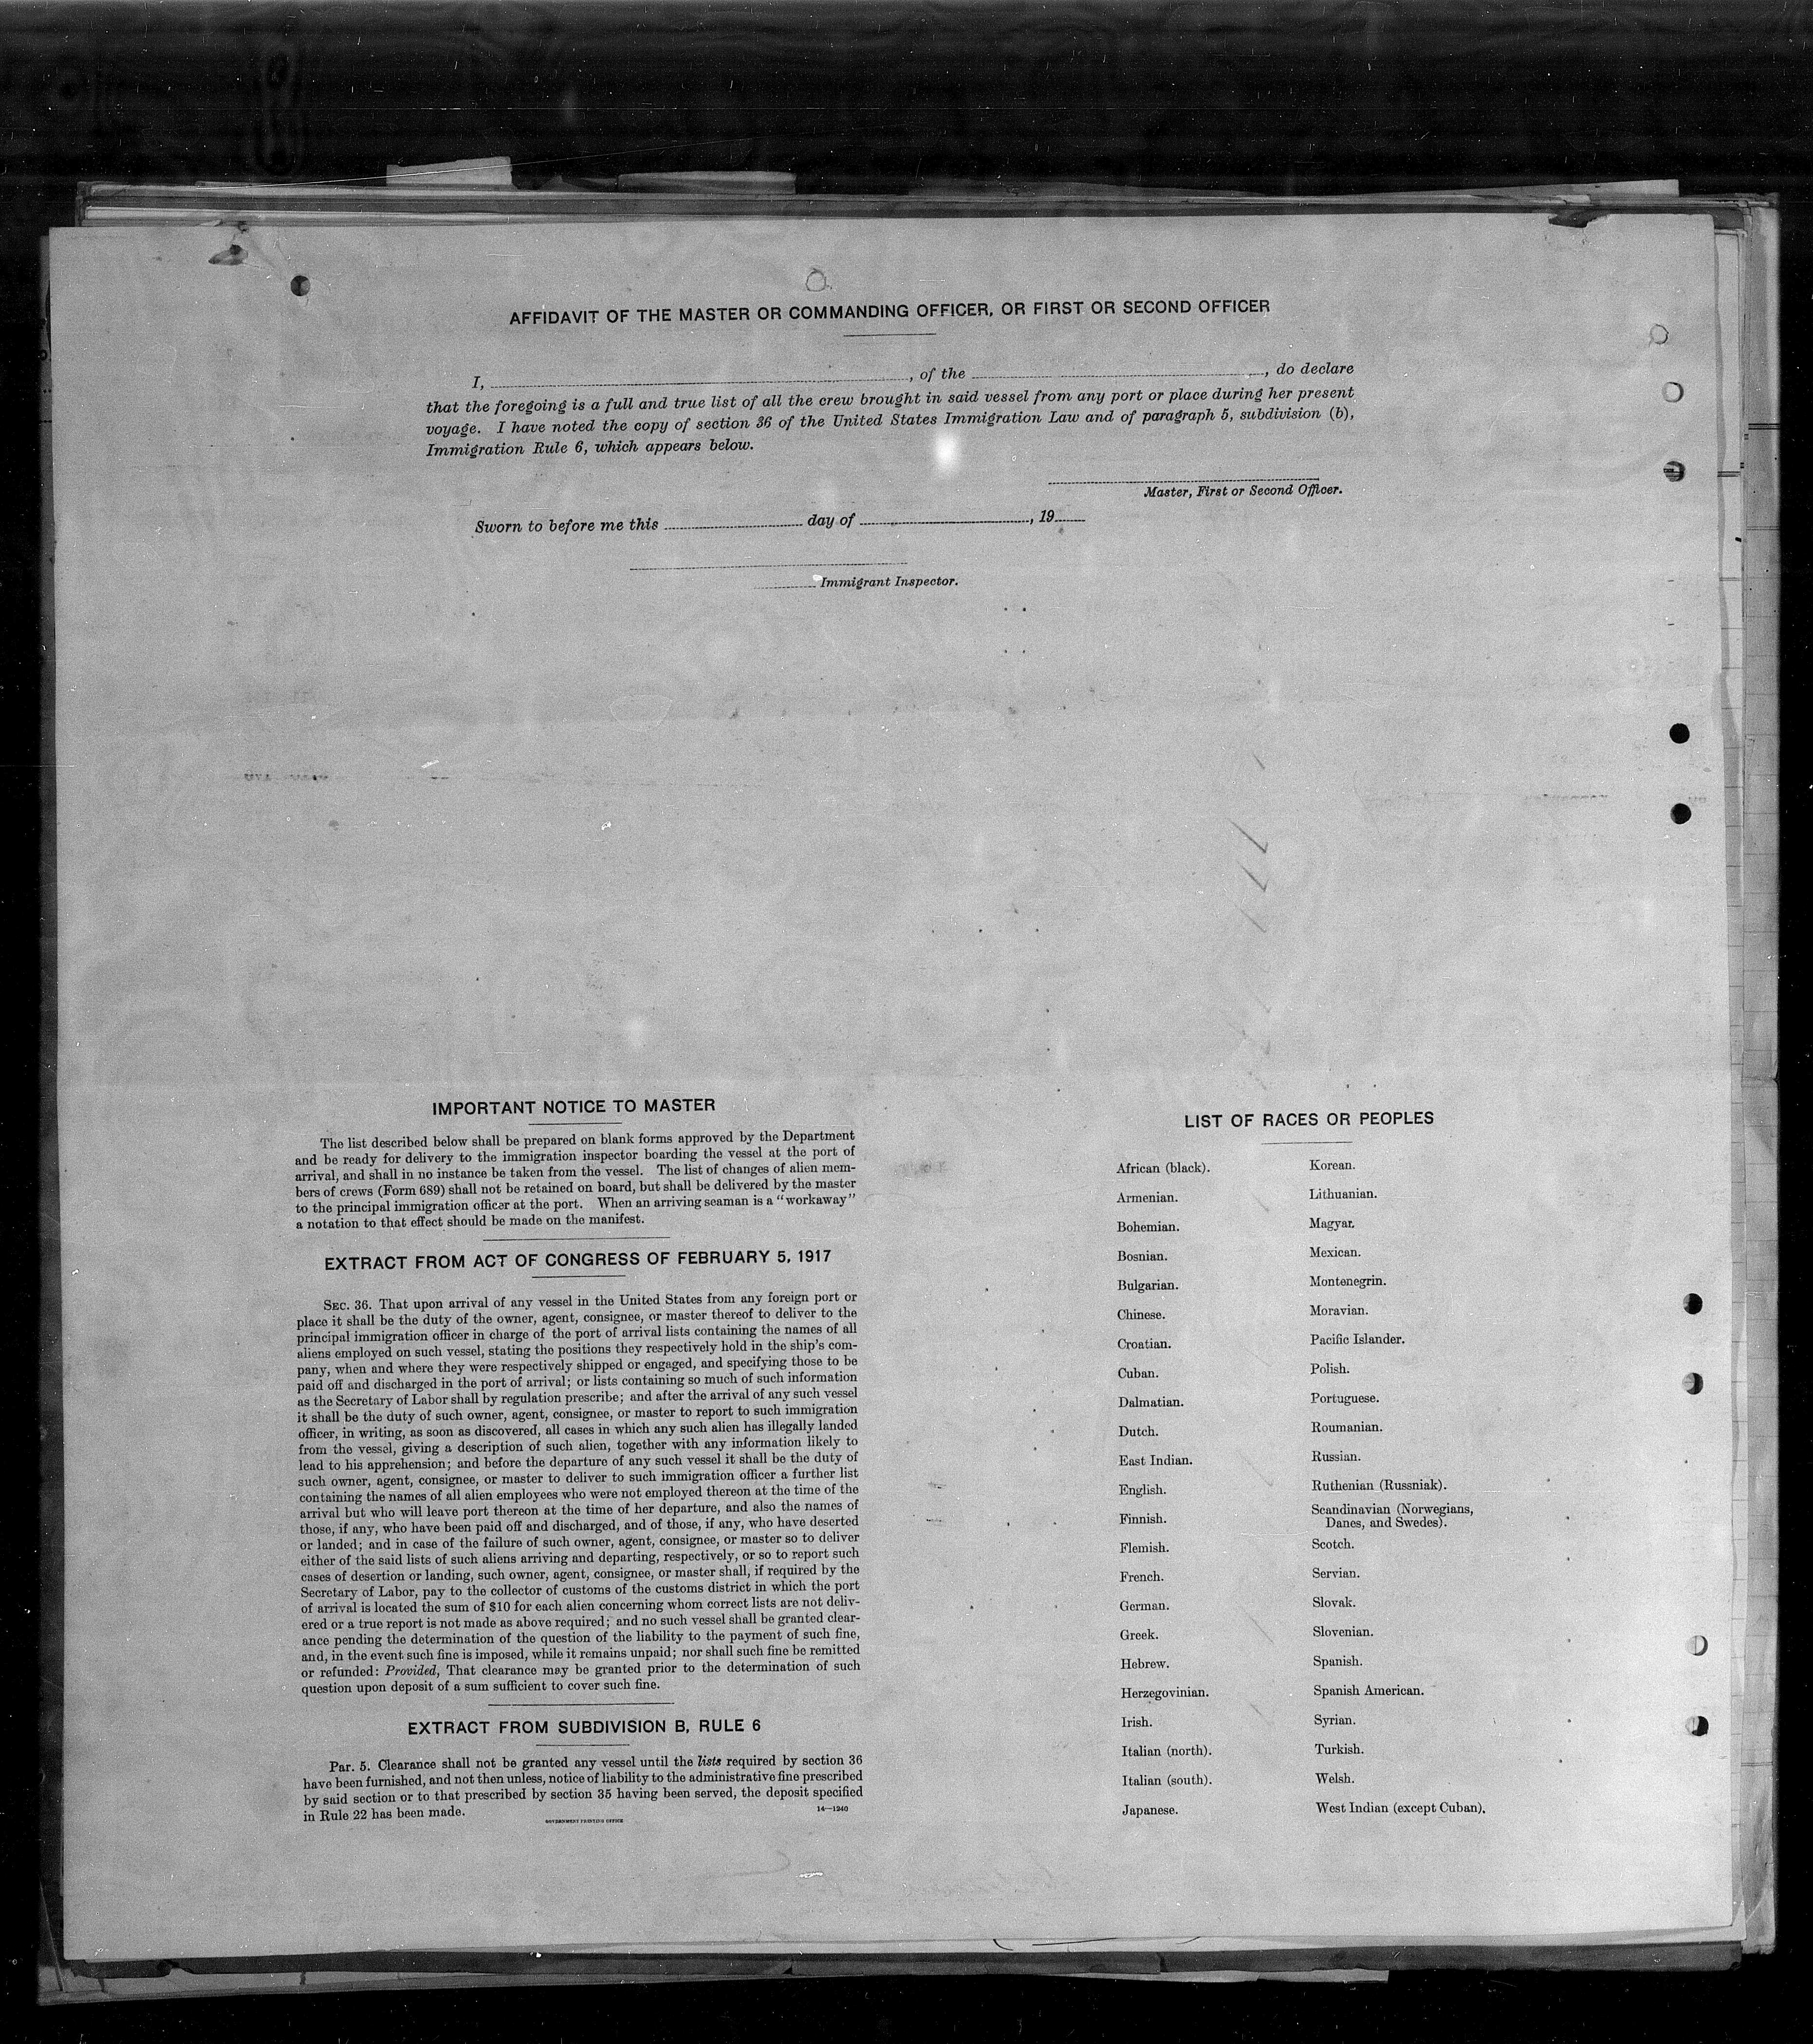 AFFIDAVIT OF THE MASTER OR COMMANDING OFFICER, OR FIRST OR SECOND OFFICER
I, , of the , do declare
that the foregoing is a full and true list of all the crew brought in said vessel from any port or place during her present
voyage. I have noted the copy of section 36 of the United States Immigration Law and of paragraph 5, subdivision (b),
Immigration Rule 6, which appears below.
Master, First or Second Officer.
Sworn to before me this day of , 19
Immigrant Inspector.
IMPORTANT NOTICE TO MASTER
The list described below shall be prepared on blank forms approved by the Department
and be ready for delivery to the immigration inspector boarding the vessel at the port of
arrival, and shall in no instance be taken from the vessel. The list of changes of alien mem-
bers of crews (Form 689) shall not be retained on board, but shall be delivered by the master
to the principal immigration officer at the port. When an arriving seaman is a "workaway"
a notation to that effect should be made on the manifest.
EXTRACT FROM ACT OF CONGRESS OF FEBRUARY 5, 1917
SEC. 36. That upon arrival of any vessel in the United States from any foreign port or
place it shall be the duty of the owner, agent, consignee, or master thereof to deliver to the
principal immigration officer in charge of the port of arrival lists containing the names of all
aliens employed on such vessel, stating the positions they respectively hold in the ship's com-
pany, when and where they were respectively shipped or engaged, and specifying those to be
paid off and discharged in the port of arrival; or lists containing so much of such information
as the Secretary of Labor shall by regulation prescribe; and after the arrival of any such vessel
it shall be the duty of such owner, agent, consignee, or master to report to such immigration
officer, in writing, as soon as discovered, all cases in which any such alien has illegally landed
from the vessel, giving a description of such alien, together with any information likely to
lead to his apprehension; and before the departure of any such vessel it shall be the duty of
such owner, agent, consignee, or master to deliver to such immigration officer a further list
containing the names of all alien employees who were not employed thereon at the time of the
arrival but who will leave port thereon at the time of her departure, and also the names of
those, if any, who have been paid off and discharged, and of those, if any, who have deserted
or landed; and in case of the failure of such owner, agent, consignee, or master so to deliver
either of the said lists of such aliens arriving and departing, respectively, or so to report such
cases of desertion or landing, such owner, agent, consignee, or master shall, if required by the
Secretary of Labor, pay to the collector of customs of the customs district in which the port
of arrival is located the sum of $10 for each alien concerning whom correct lists are not deliv-
ered or a true report is not made as above required; and no such vessel shall be granted clear-
ance pending the determination of the question of the liability to the payment of such fine,
and, in the event such fine is imposed, while it remains unpaid; nor shall such fine be remitted
or refunded: Provided, That clearance may be granted prior to the determination of such
question upon deposit of a sum sufficient to cover such fine.
EXTRACT FROM SUBDIVISION B, RULE 6
Par. 5. Clearance shall not be granted any vessel until the lists required by section 36
have been furnished, and not then unless, notice of liability to the administrative fine prescribed
by said section or to that prescribed by section 35 having been served, the deposit specified
in Rule 22 has been made.
14—1240
GOVERNMENT PRINTING OFFICE
LIST OF RACES OR PEOPLES
African (black).
Armenian.
Bohemian.
Bosnian.
Bulgarian.
Chinese.
Croatian.
Cuban.
Dalmatian.
Dutch.
East Indian.
English.
Finnish.
Flemish.
French.
German.
Greek.
Hebrew.
Herzegovinian.
Irish.
Italian (north).
Italian (south).
Japanese.
Korean.
Lithuanian.
Magyar.
Mexican.
Montenegrin.
Moravian.
Pacific Islander.
Polish.
Portuguese.
Roumanian.
Russian.
Ruthenian (Russniak).
Scandinavian (Norwegians,
Danes, and Swedes).
Scotch.
Servian.
Slovak.
Slovenian.
Spanish.
Spanish American.
Syrian.
Turkish.
Welsh.
West Indian (except Cuban).